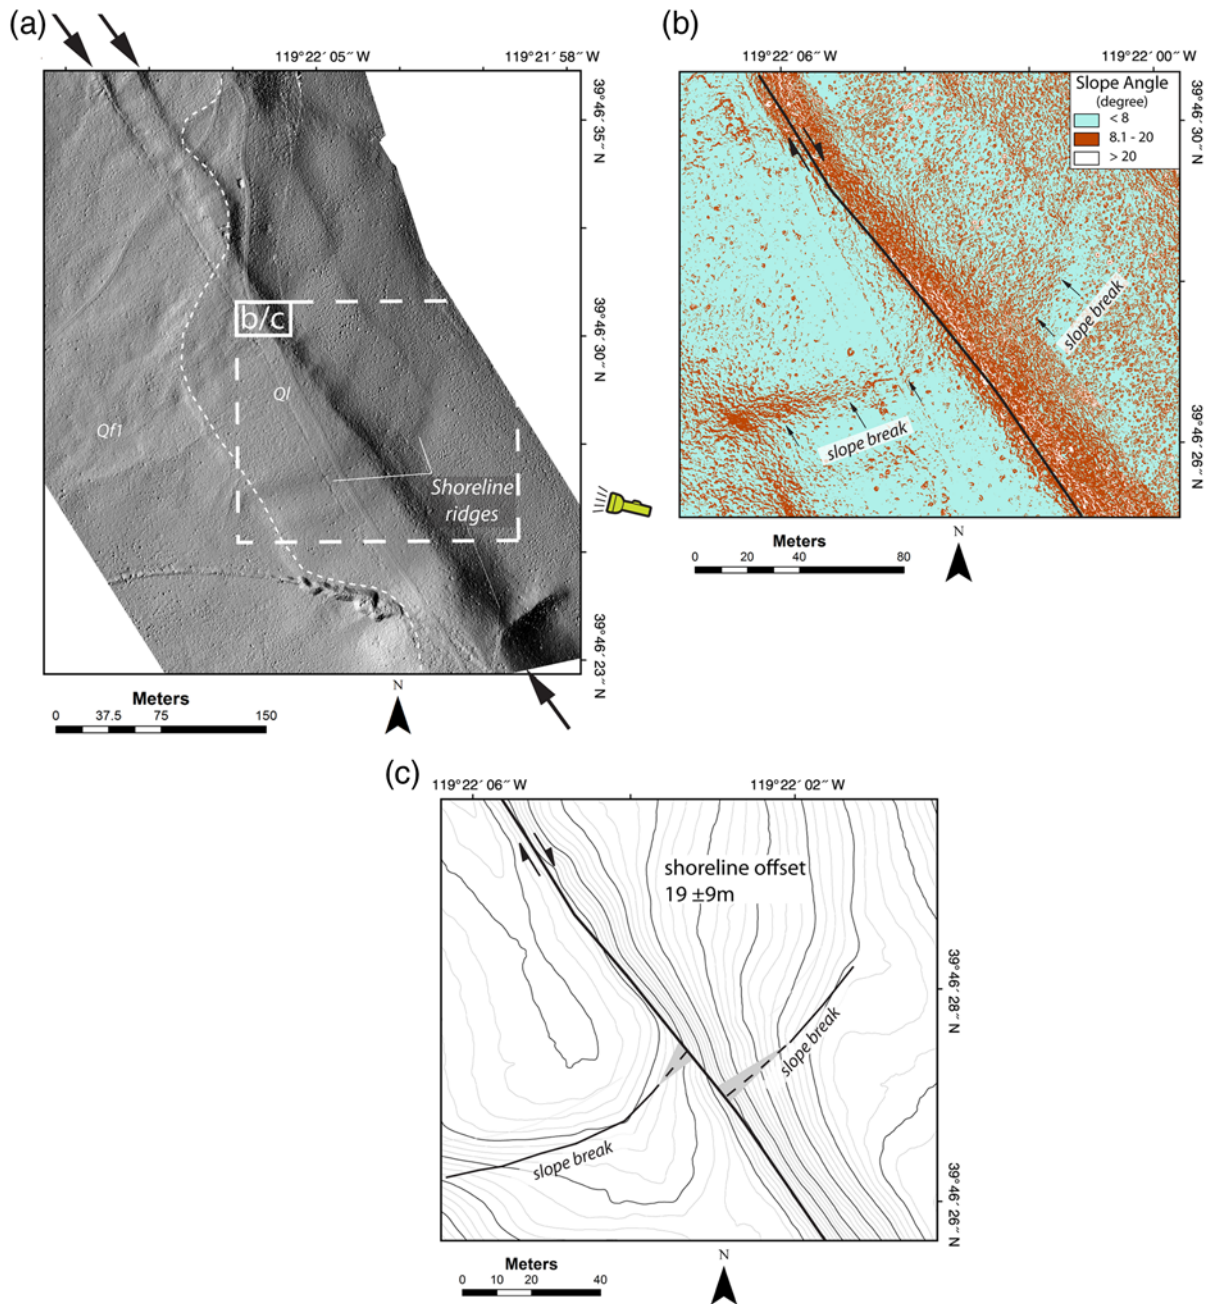 (a)
119° 22´ 05˝ W
119° 21´ 58˝ W
39° 46´ 35˝ N
39° 46´ 30˝ N
39° 46´ 23˝ N
b/c
Ql
Qf1
Shoreline
ridges
Meters
0 37.5 75 150
N
(b)
119° 22´ 06˝ W
119° 22´ 00˝ W
Slope Angle
(degree)
< 8
8.1 - 20
> 20
39° 46´ 30˝ N
39° 46´ 26˝ N
slope break
slope break
Meters
0 20 40 80
N
(c)
119° 22´ 06˝ W
119° 22´ 02˝ W
shoreline offset
19 ±9m
39° 46´ 28˝ N
39° 46´ 26˝ N
slope break
slope break
Meters
0 10 20 40
N